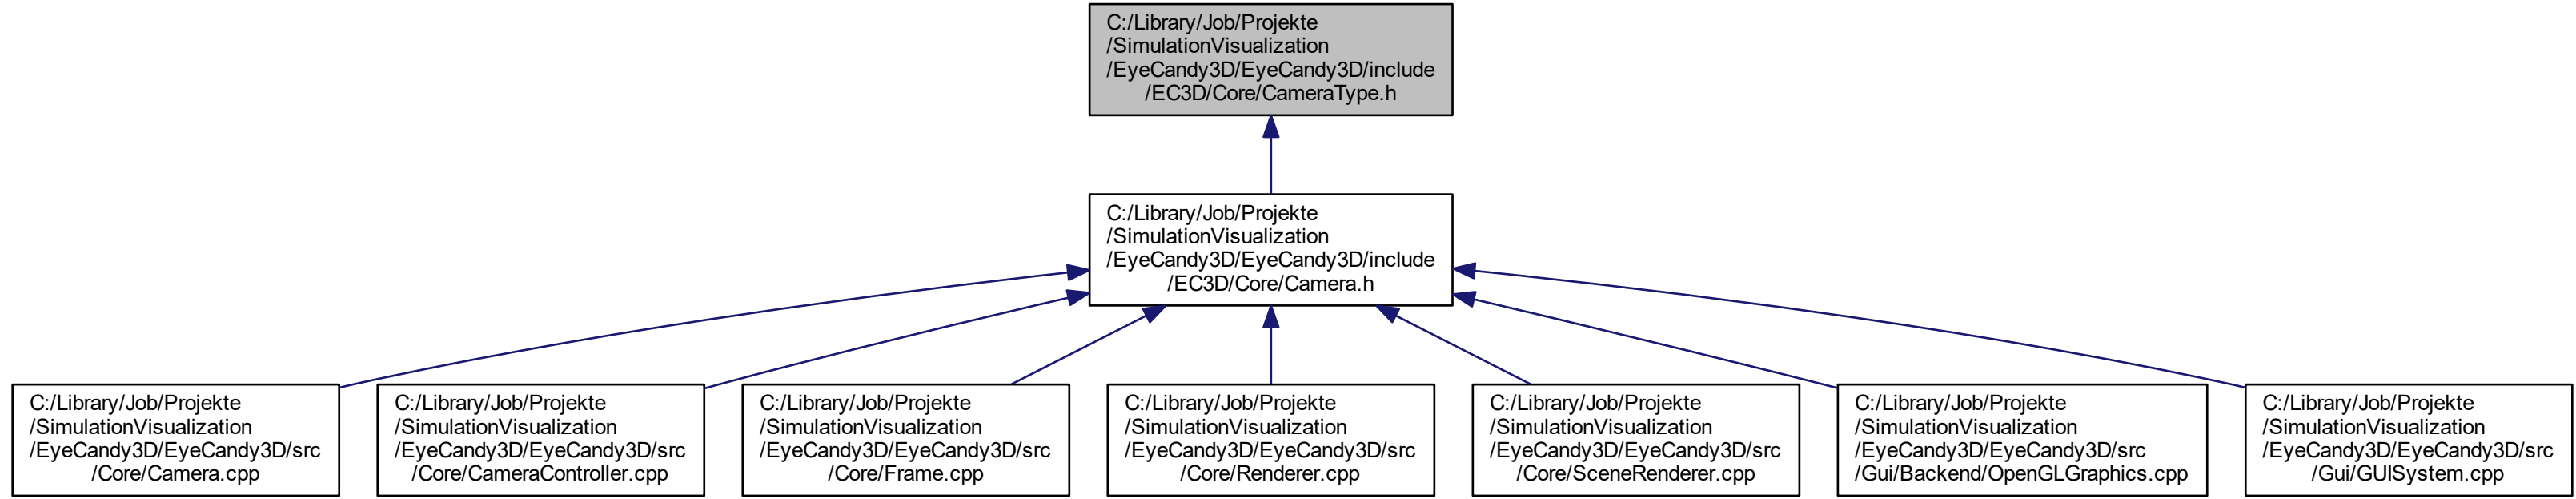 C:/Library/Job/Projekte
/SimulationVisualization
/EyeCandy3D/EyeCandy3D/include
/EC3D/Core/CameraType.h
C:/Library/Job/Projekte
/SimulationVisualization
/EyeCandy3D/EyeCandy3D/include
/EC3D/Core/Camera.h
C:/Library/Job/Projekte
/SimulationVisualization
/EyeCandy3D/EyeCandy3D/src
/Core/Camera.cpp
C:/Library/Job/Projekte
/SimulationVisualization
/EyeCandy3D/EyeCandy3D/src
/Core/CameraController.cpp
C:/Library/Job/Projekte
/SimulationVisualization
/EyeCandy3D/EyeCandy3D/src
/Core/Frame.cpp
C:/Library/Job/Projekte
/SimulationVisualization
/EyeCandy3D/EyeCandy3D/src
/Core/Renderer.cpp
C:/Library/Job/Projekte
/SimulationVisualization
/EyeCandy3D/EyeCandy3D/src
/Core/SceneRenderer.cpp
C:/Library/Job/Projekte
/SimulationVisualization
/EyeCandy3D/EyeCandy3D/src
/Gui/Backend/OpenGLGraphics.cpp
C:/Library/Job/Projekte
/SimulationVisualization
/EyeCandy3D/EyeCandy3D/src
/Gui/GUISystem.cpp